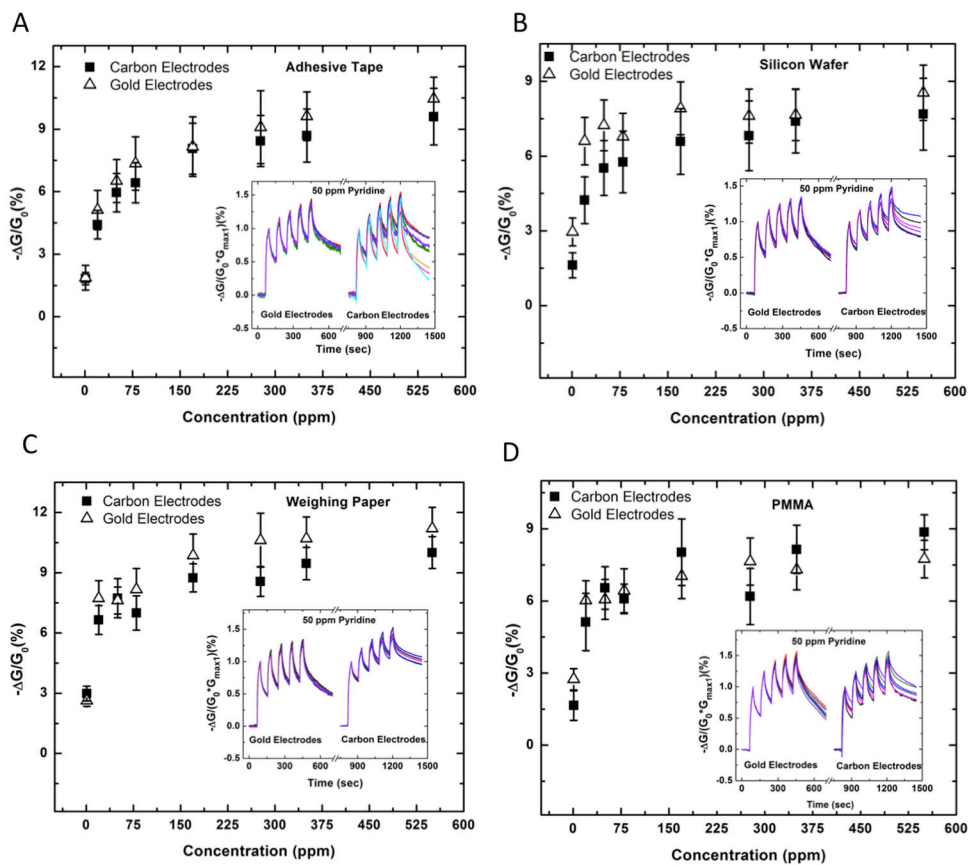 A
Carbon Electrodes
Gold Electrodes
Adhesive Tape
-ΔG/G0(%)
12
9
6
3
0
0 75 150 225 300 375 450 525 600
Concentration (ppm)
50 ppm Pyridine
-ΔG/(G0*Gmax1)(%)
1.5
1.0
0.5
0.0
-0.5
Gold Electrodes Carbon Electrodes
0 300 600 900 1200 1500
Time (sec)
B
Carbon Electrodes
Gold Electrodes
Silicon Wafer
-ΔG/G0(%)
9
6
3
0
0 75 150 225 300 375 450 525 600
Concentration (ppm)
50 ppm Pyridine
-ΔG/(G0*Gmax1)(%)
1.5
1.0
0.5
0.0
-0.5
Gold Electrodes Carbon Electrodes
0 300 600 900 1200 1500
Time (sec)
C
Carbon Electrodes
Gold Electrodes
Weighing Paper
-ΔG/G0(%)
12
9
6
3
0
0 75 150 225 300 375 450 525 600
Concentration (ppm)
50 ppm Pyridine
-ΔG/(G0*Gmax1)(%)
1.5
1.0
0.5
0.0
-0.5
Gold Electrodes Carbon Electrodes
0 150 300 450 900 1200 1500
Time (sec)
D
Carbon Electrodes
Gold Electrodes
PMMA
-ΔG/G0(%)
9
6
3
0
0 75 150 225 300 375 450 525 600
Concentration (ppm)
50 ppm Pyridine
-ΔG/(G0*Gmax1)(%)
1.5
1.0
0.5
0.0
-0.5
Gold Electrodes Carbon Electrodes
0 300 600 900 1200 1500
Time (sec)